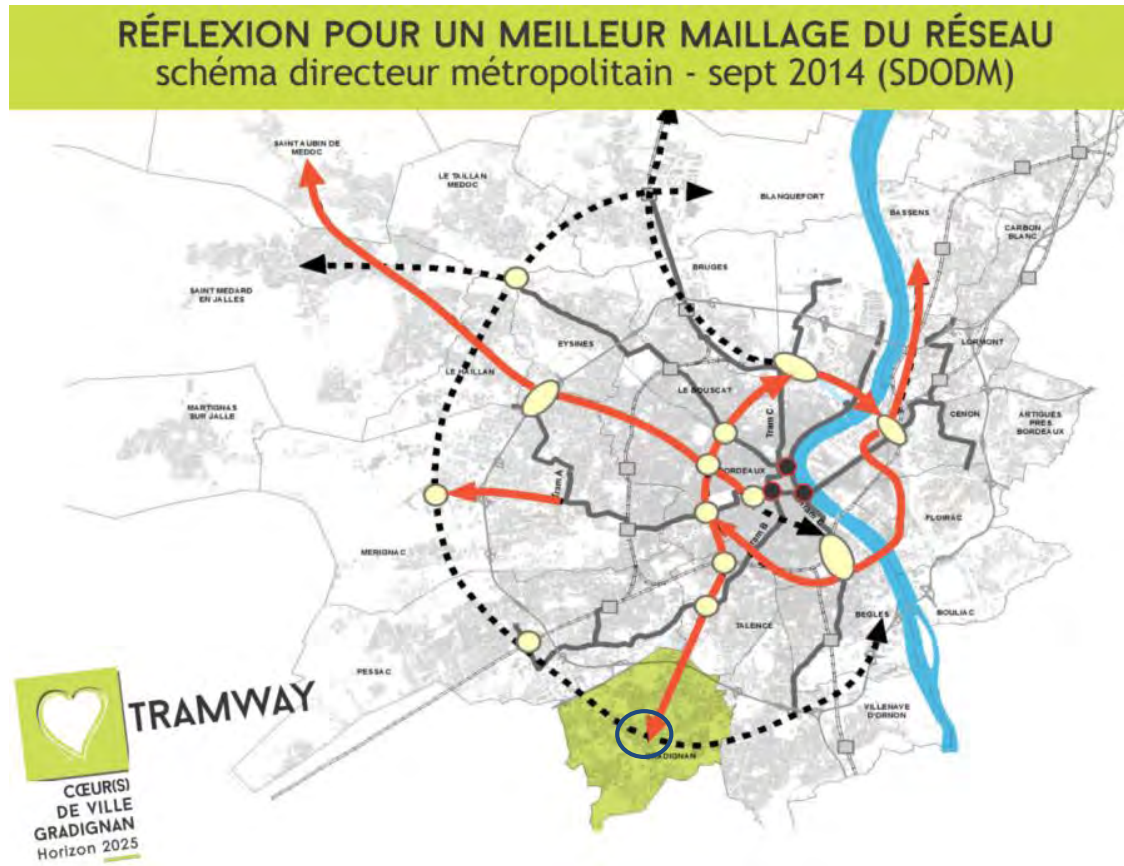 RÉFLEXION POUR UN MEILLEUR MAILLAGE DU RÉSEAU
schéma directeur métropolitain - sept 2014 (SDODM)
SAINT AUBIN DE
MEDOC
LE TAILLAN
MEDOC
BLANQUEFORT
BASSENS
CARBON
BLANC
BRUGES
SAINT MEDARD
EN JALLES
EYSINES
LORMONT
LE HAILLAN
LE BOUSCAT
MARTIGNAS
SUR JALLE
Tram C
CENON
ARTIGUES
PRES
BORDEAUX
BORDEAUX
Tram A
FLOIRAC
Tram B
MERIGNAC
BEGLES
BOULIAC
TALENCE
PESSAC
VILLENAVE
D'ORNON
GRADIGNAN
TRAMWAY
CŒUR(S)
DE VILLE
GRADIGNAN
Horizon 2025